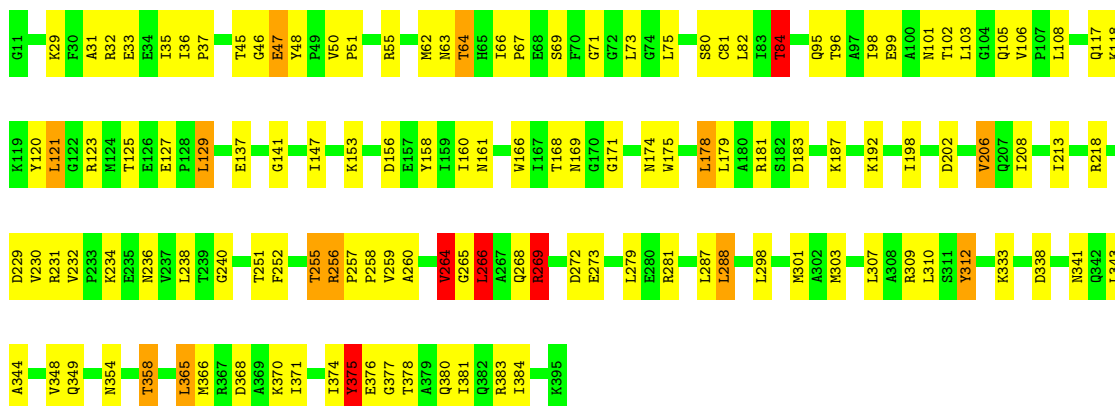 G11 K29 F30 A31 R32 E33 E34 I35 I36 P37 T45 G46 E47 Y48 P49 V50 P51 R55 M62 N63 T64 H65 I66 P67 E68 S69 F70 G71 G72 L73 G74 L75 S80 C81 L82 I83 T84 Q95 T96 A97 I98 E99 A100 N101 T102 L103 G104 Q105 V106 P107 L108 Q117 K118
K119 Y120 L121 G122 R123 M124 T125 E126 E127 P128 L129 E137 G141 I147 K153 D156 E157 Y158 I159 I160 N161 W166 I167 T168 N169 G170 G171 N174 W175 L178 L179 A180 R181 S182 D183 K187 K192 I198 D202 V206 Q207 I208 I213 R218
D229 V230 R231 V232 P233 K234 E235 N236 V237 L238 T239 G240 T251 F252 T255 R256 P257 P258 V259 A260 V264 G265 L266 A267 Q268 R269 D272 E273 L279 E280 R281 L287 L288 L298 M301 A302 M303 L307 A308 R309 L310 S311 Y312 K333 D338 N341 Q342
A344 V348 Q349 N354 T358 L365 M366 R367 D368 A369 K370 I371 I374 Y375 E376 G377 T378 A379 Q380 I381 Q382 R383 I384 K395